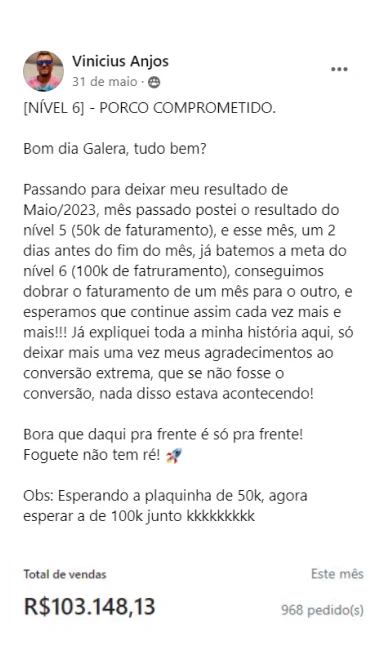 Vinicius Anjos
31 de maio ·
[NÍVEL 6] - PORCO COMPROMETIDO.
Bom dia Galera, tudo bem?
Passando para deixar meu resultado de
Maio/2023, mês passado postei o resultado do
nível 5 (50k de faturamento), e esse mês, um 2
dias antes do fim do mês, já batemos a meta do
nível 6 (100k de fatruramento), conseguimos
dobrar o faturamento de um mês para o outro, e
esperamos que continue assim cada vez mais e
mais!!! Já expliquei toda a minha história aqui, só
deixar mais uma vez meus agradecimentos ao
conversão extrema, que se não fosse o
conversão, nada disso estava acontecendo!
Bora que daqui pra frente é só pra frente!
Foguete não tem ré! 🚀
Obs: Esperando a plaquinha de 50k, agora
esperar a de 100k junto kkkkkkkkk
Total de vendas Este mês
R$103.148,13 968 pedido(s)